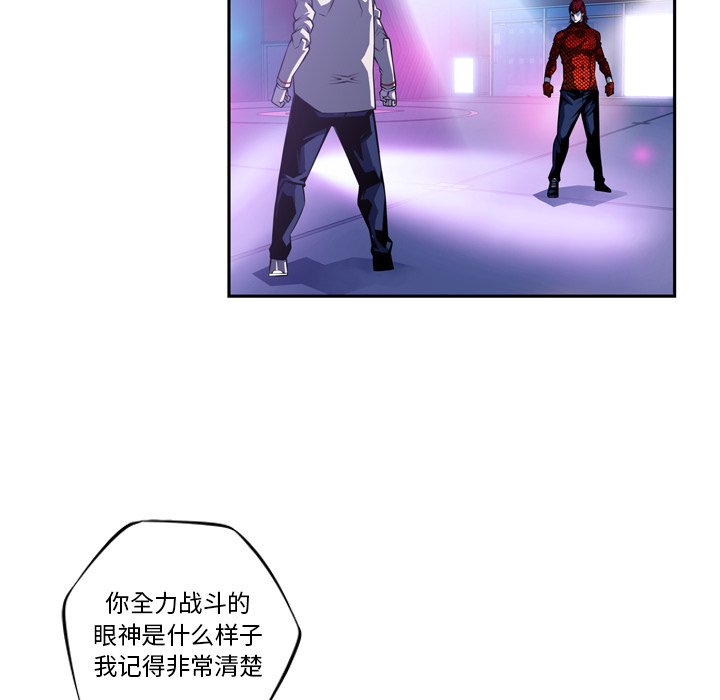 你全力战斗的
眼神是什么样子
我记得非常清楚